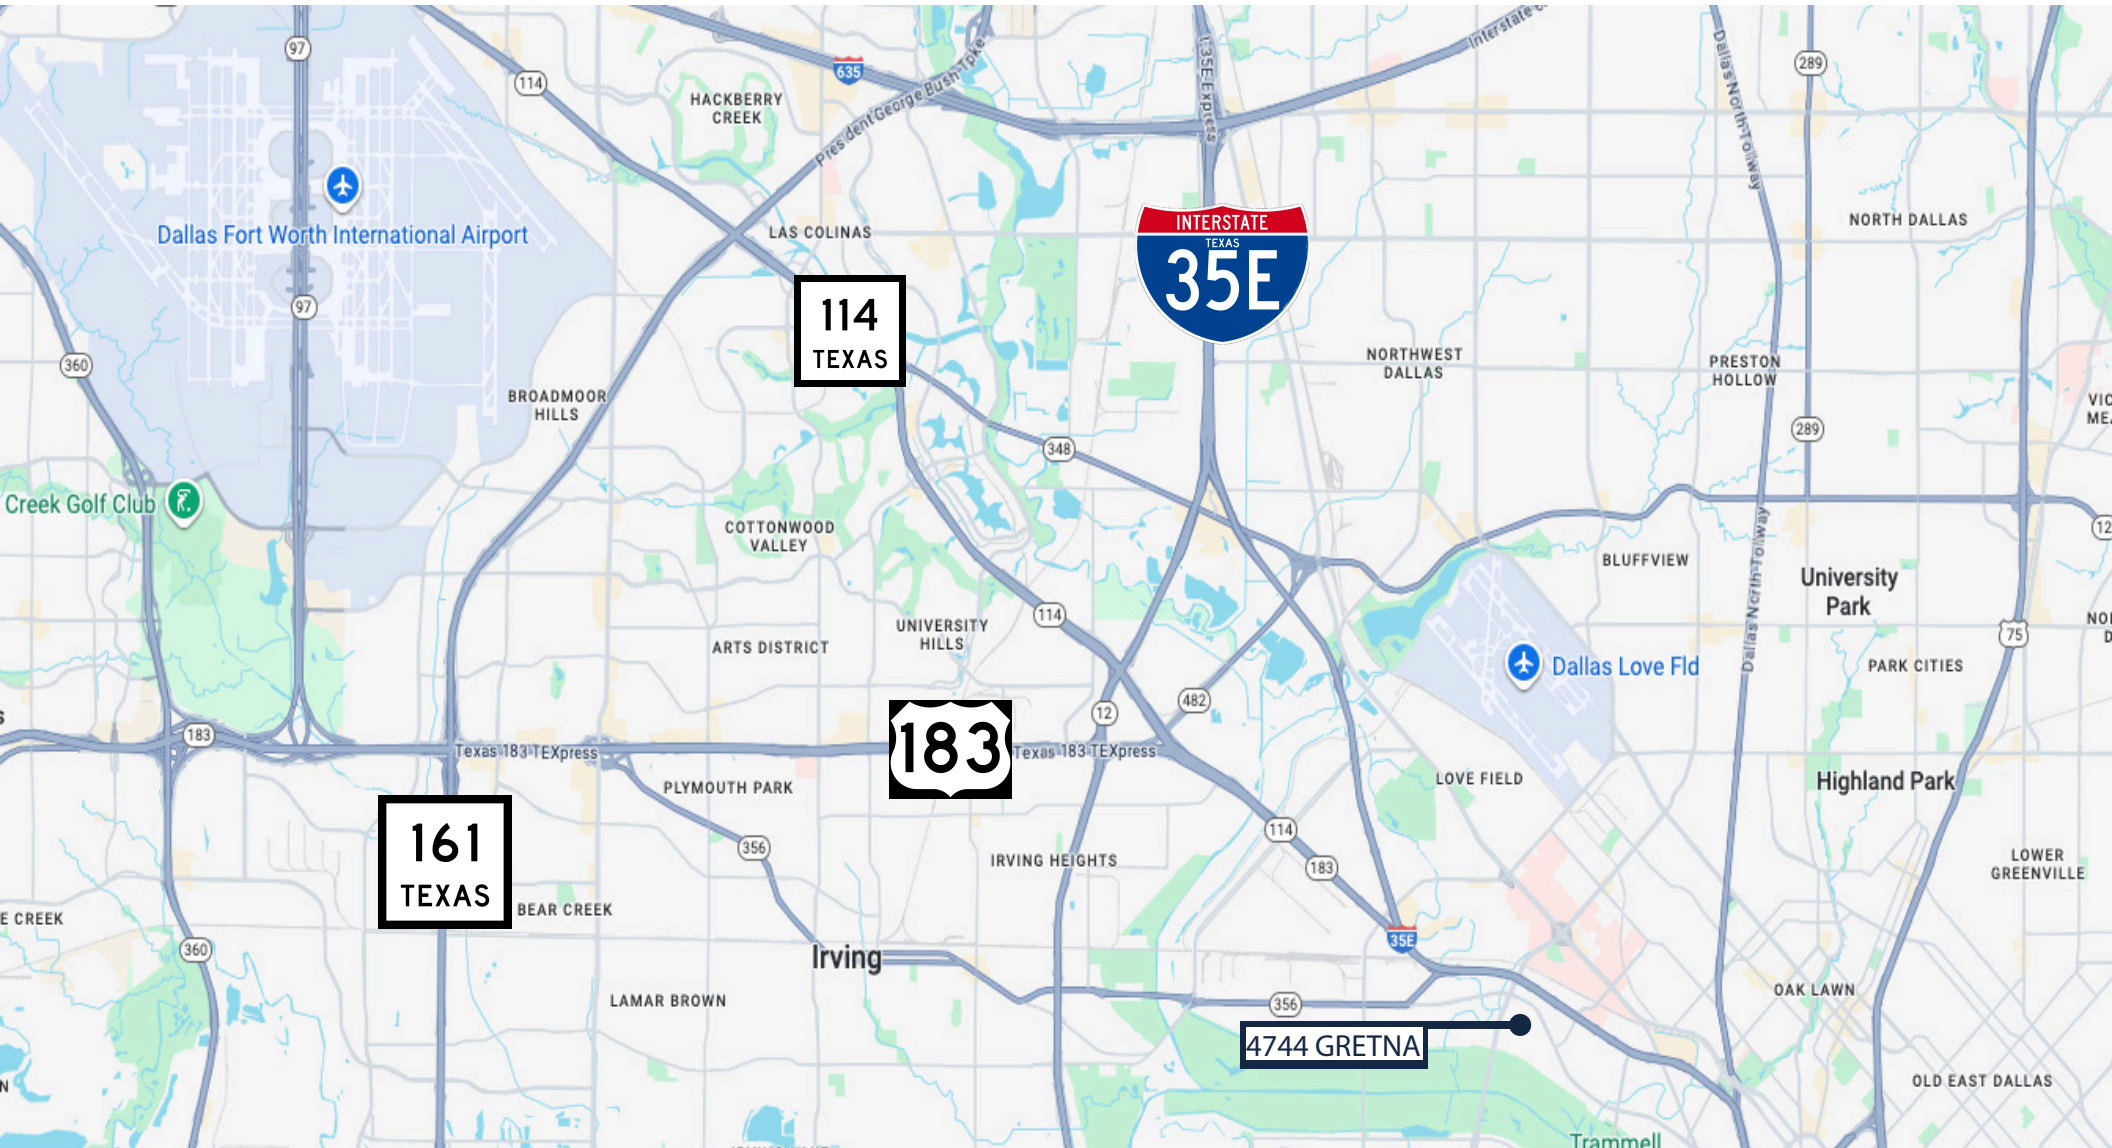 97
114
635
President George Bush Tpke
I-35E Express
Interstate
Dallas North Tollway
289
HACKBERRY
CREEK
Dallas Fort Worth International Airport
LAS COLINAS
INTERSTATE
TEXAS
35E
NORTH DALLAS
97
114
TEXAS
360
BROADMOOR
HILLS
NORTHWEST
DALLAS
PRESTON
HOLLOW
348
289
Creek Golf Club
COTTONWOOD
VALLEY
BLUFFVIEW
University
Park
Dallas North Tollway
75
114
UNIVERSITY
HILLS
ARTS DISTRICT
Dallas Love Fld
PARK CITIES
482
12
183
Texas 183 TEXpress
183
Texas 183 TEXpress
PLYMOUTH PARK
LOVE FIELD
Highland Park
161
TEXAS
356
114
183
IRVING HEIGHTS
LOWER
GREENVILLE
E CREEK
BEAR CREEK
360
Irving
35E
LAMAR BROWN
356
OAK LAWN
4744 GRETNA
OLD EAST DALLAS
Trammell